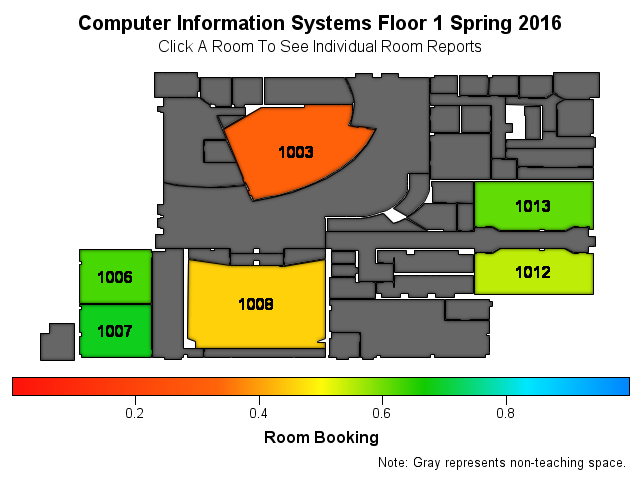 Computer Information Systems Floor 1 Spring 2016
Click A Room To See Individual Room Reports
1003
1013
1012
1006
1008
1007
0.2 0.4 0.6 0.8
Room Booking
Note: Gray represents non-teaching space.